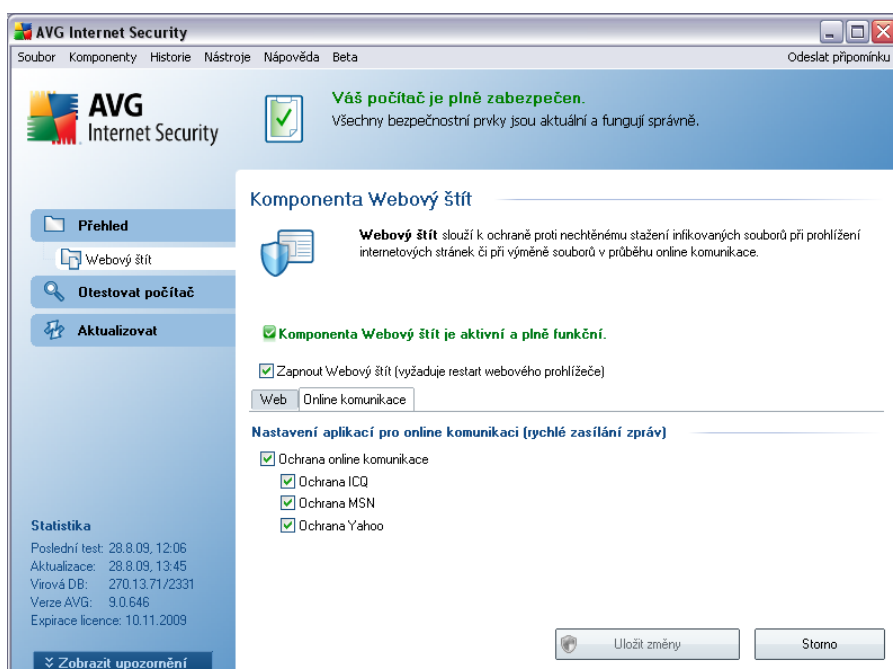 AVG Internet Security
Soubor Komponenty Historie Nástroje Nápověda Beta Odeslat připomínku
AVG
Internet Security
Váš počítač je plně zabezpečen.
Všechny bezpečnostní prvky jsou aktuální a fungují správně.
Přehled
Webový štít
Otestovat počítač
Aktualizovat
Statistika
Poslední test: 28.8.09, 12:06
Aktualizace: 28.8.09, 13:45
Virová DB: 270.13.71/2331
Verze AVG: 9.0.646
Expirace licence: 10.11.2009
Zobrazit upozornění
Komponenta Webový štít
Webový štít slouží k ochraně proti nechtěnému stažení infikovaných souborů při prohlížení
internetových stránek či při výměně souborů v průběhu online komunikace.
Komponenta Webový štít je aktivní a plně funkční.
Zapnout Webový štít (vyžaduje restart webového prohlížeče)
Web Online komunikace
Nastavení aplikací pro online komunikaci (rychlé zasílání zpráv)
Ochrana online komunikace
Ochrana ICQ
Ochrana MSN
Ochrana Yahoo
Uložit změny Storno